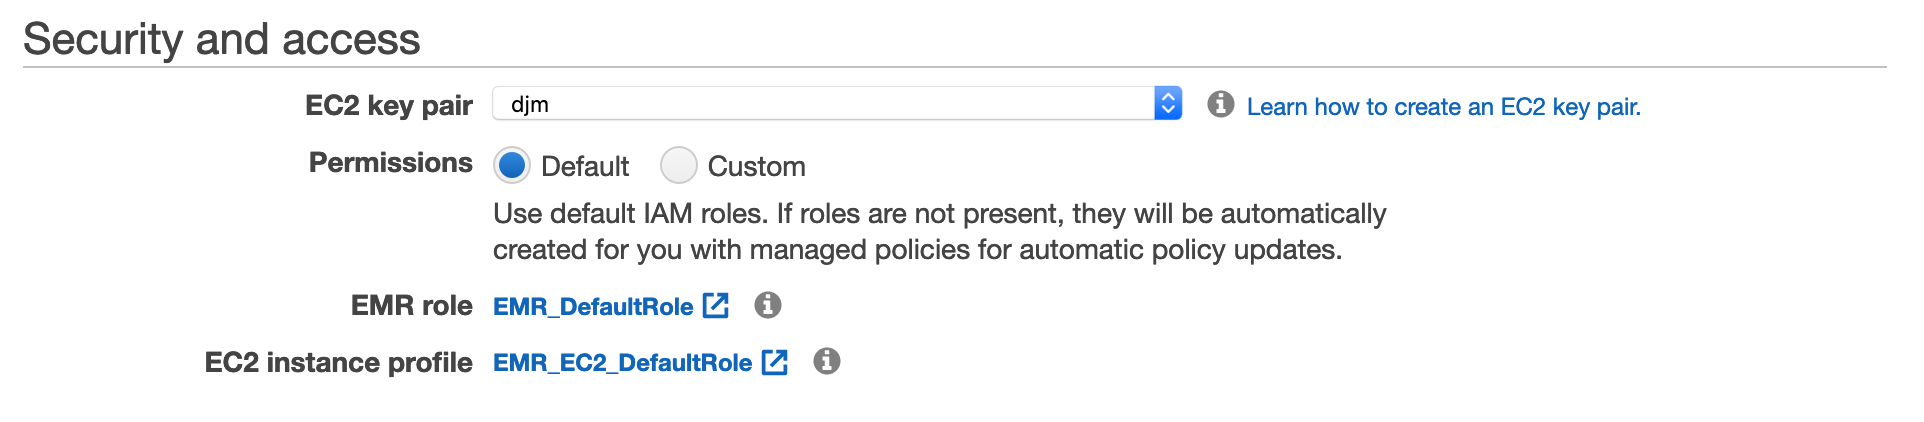 Security and access
EC2 key pair djm Learn how to create an EC2 key pair.
Permissions Default Custom
Use default IAM roles. If roles are not present, they will be automatically
created for you with managed policies for automatic policy updates.
EMR role EMR_DefaultRole
EC2 instance profile EMR_EC2_DefaultRole